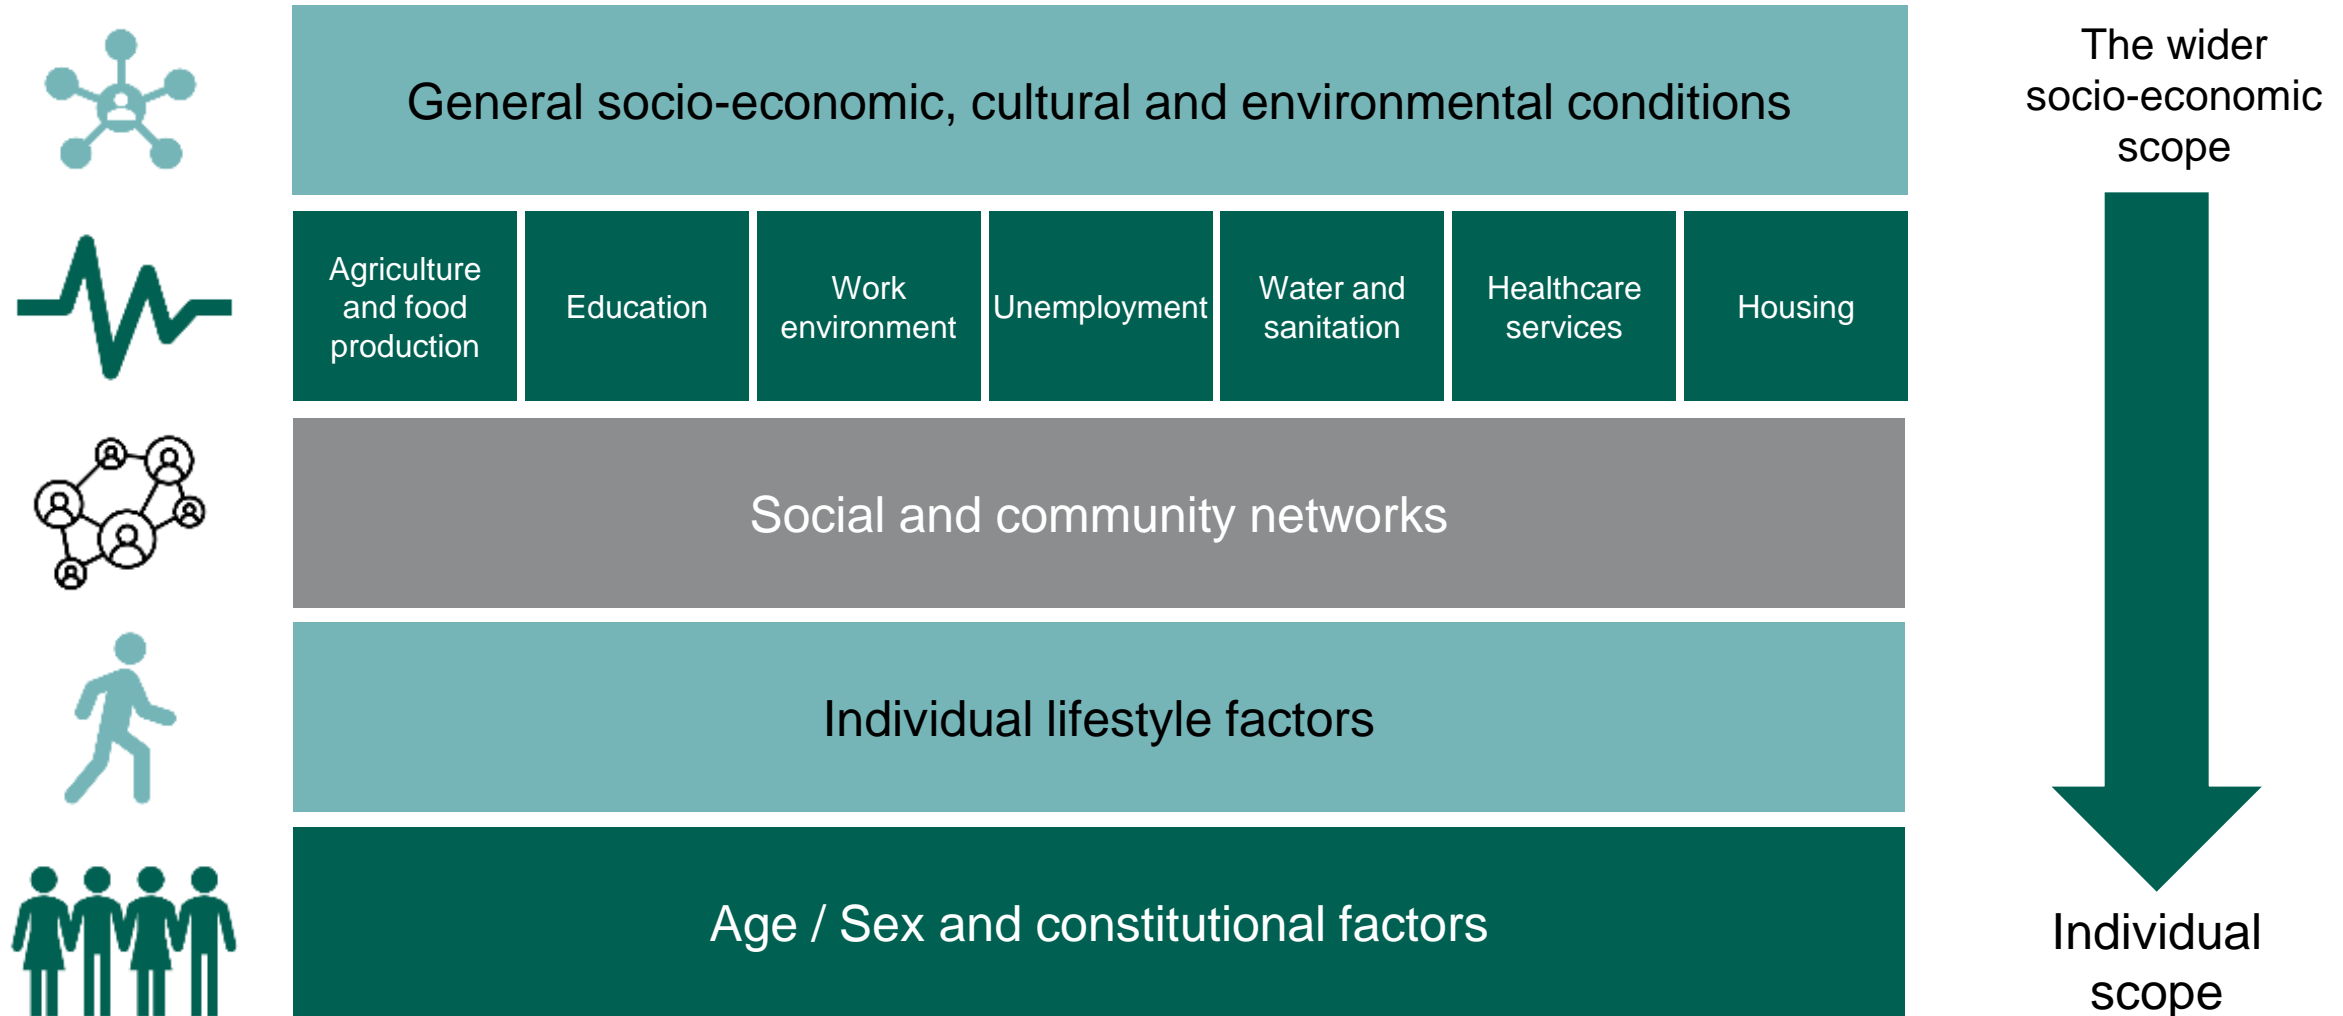 General socio-economic, cultural and environmental conditions
The wider
socio-economic
scope
Agriculture
and food
production
Education
Work
environment
Unemployment
Water and
sanitation
Healthcare
services
Housing
Social and community networks
Individual lifestyle factors
Age / Sex and constitutional factors
Individual
scope